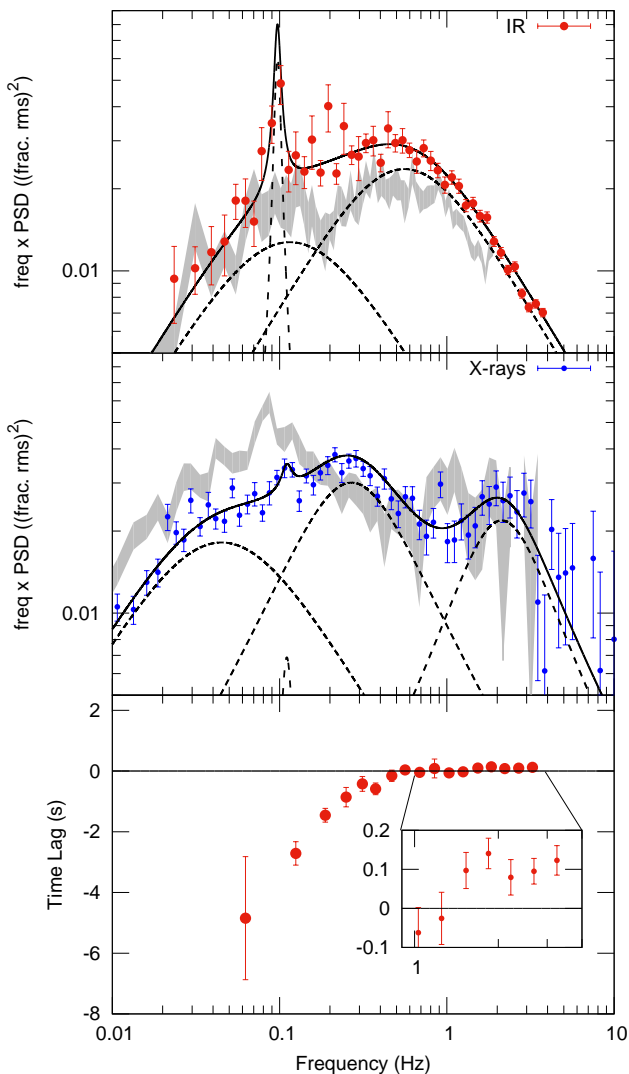 IR
freq x PSD ((frac. rms)²)
0.01
X-rays
freq x PSD ((frac. rms)²)
0.01
Time Lag (s)
2
0
-2
-4
-6
-8
0.2
0.1
0
-0.1
1
0.01
0.1
1
10
Frequency (Hz)